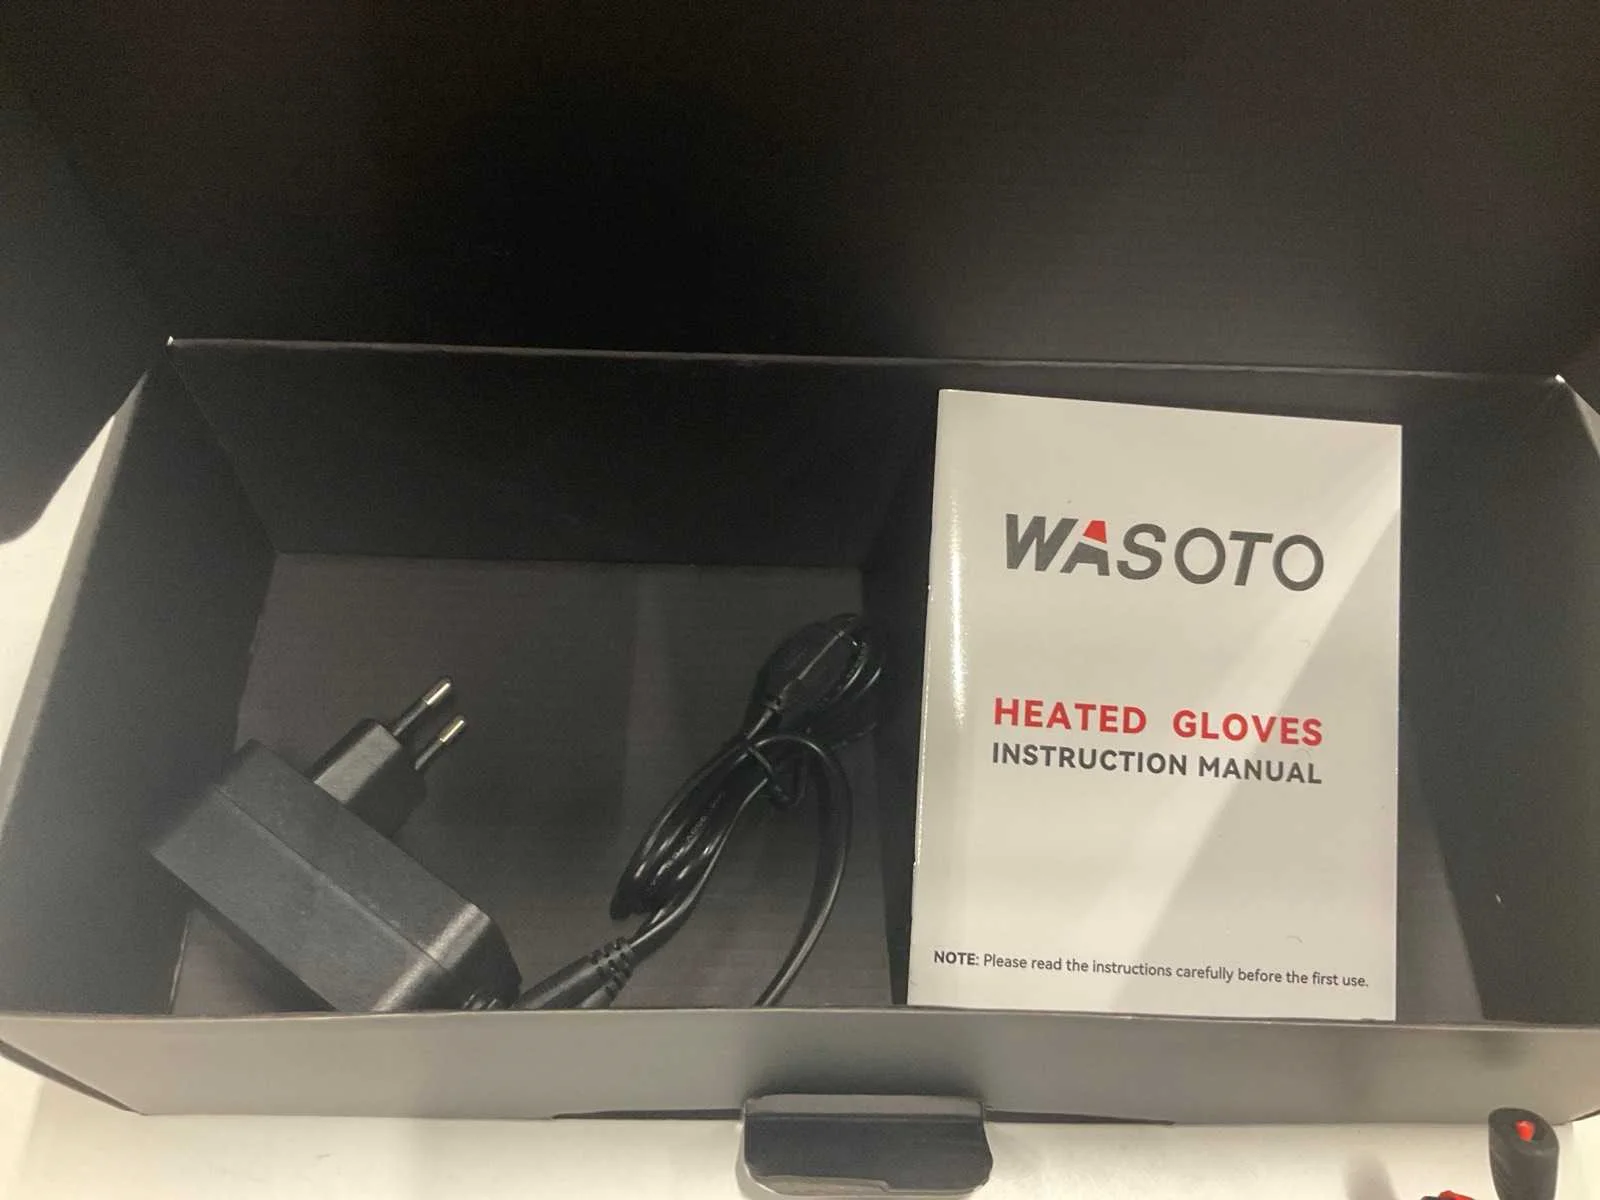 WASOTO
HEATED GLOVES
INSTRUCTION MANUAL
NOTE: Please read the instructions carefully before the first use.